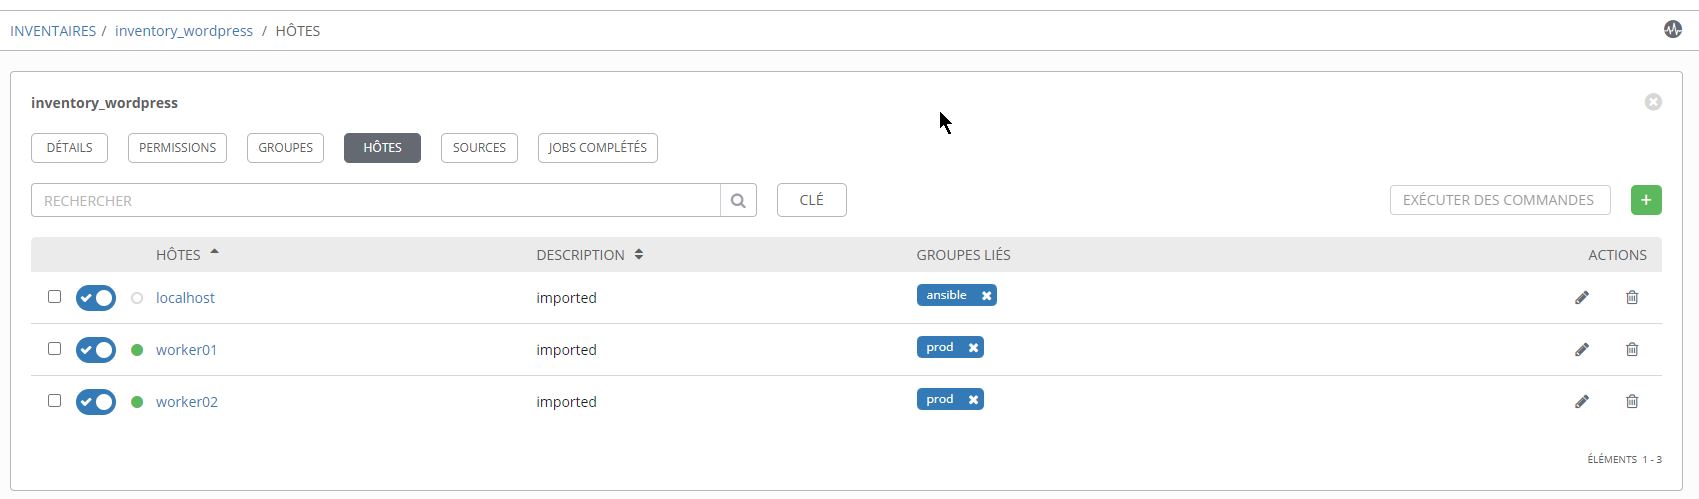 INVENTAIRES / inventory_wordpress / HÔTES
inventory_wordpress
DÉTAILS PERMISSIONS GROUPES HÔTES SOURCES JOBS COMPLÉTÉS
RECHERCHER CLÉ EXÉCUTER DES COMMANDES +
HÔTES DESCRIPTION GROUPES LIÉS ACTIONS
localhost imported ansible
worker01 imported prod
worker02 imported prod
ÉLÉMENTS 1 - 3